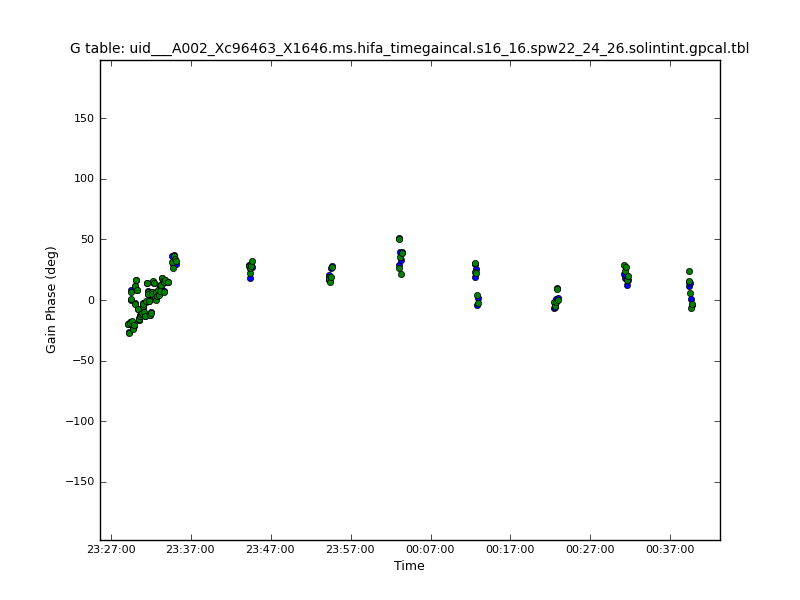 G table: uid___A002_Xc96463_X1646.ms.hifa_timegaincal.s16_16.spw22_24_26.solintint.gpcal.tbl
Gain Phase (deg)
150
100
50
0
−50
−100
−150
23:27:00 23:37:00 23:47:00 23:57:00 00:07:00 00:17:00 00:27:00 00:37:00
Time